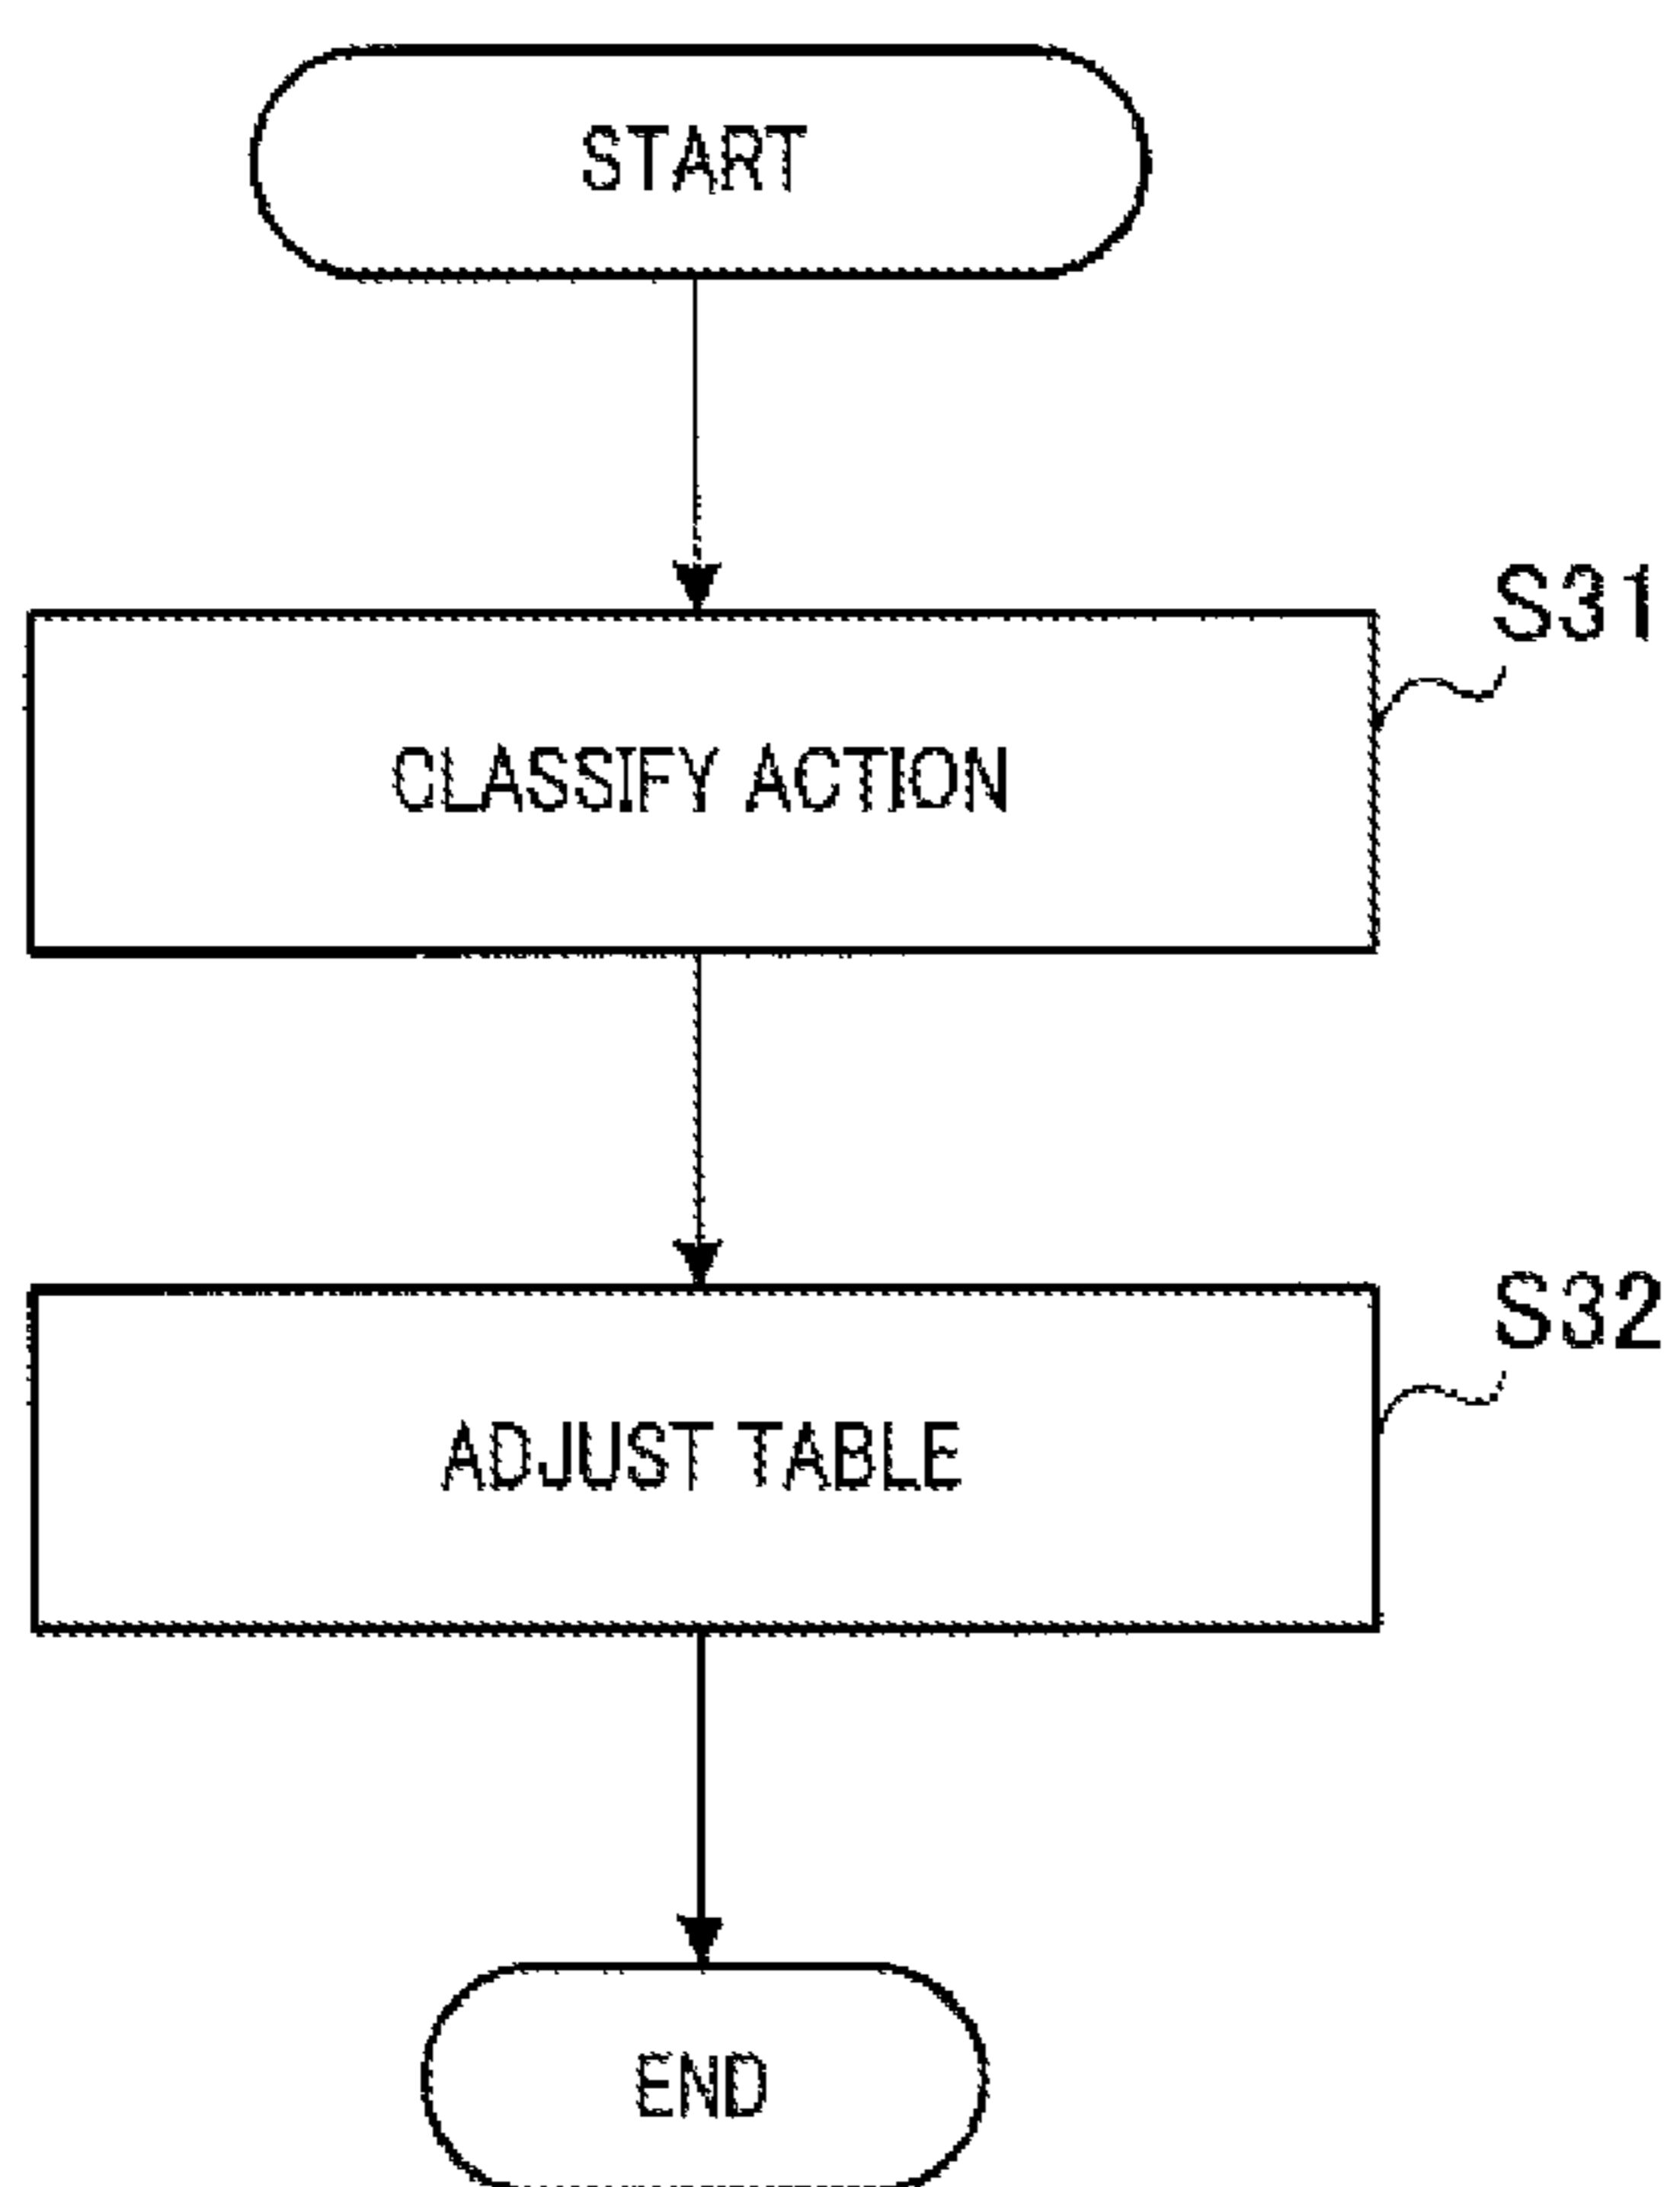 START
S31
CLASSIFY ACTION
S32
ADJUST TABLE
END